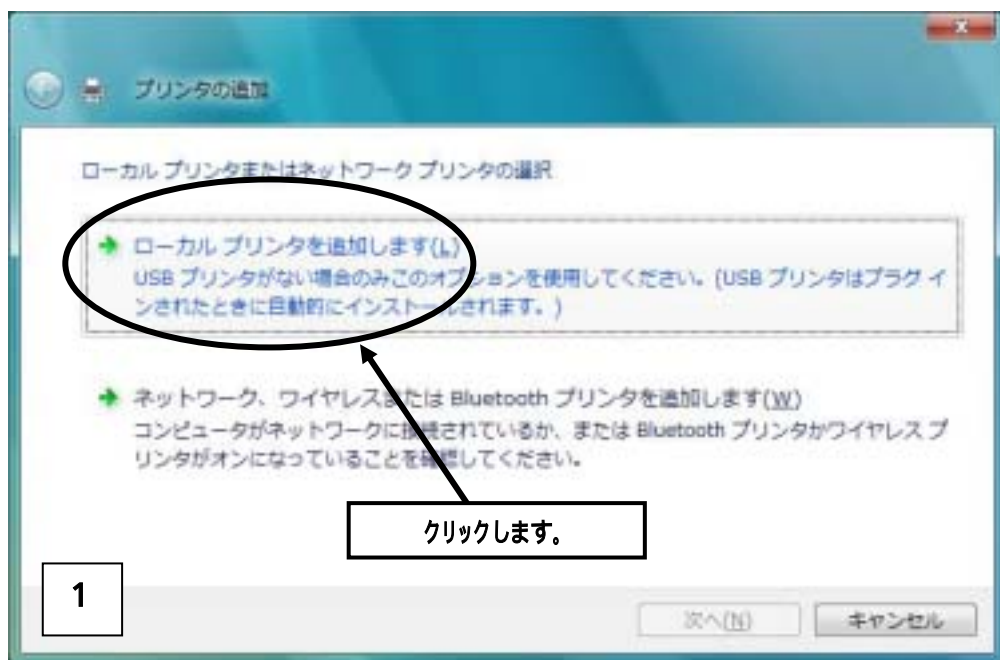 プリンタの追加
ローカル プリンタまたはネットワーク プリンタの選択
ローカル プリンタを追加します(L)
USB プリンタがない場合のみこのオプションを使用してください。(USB プリンタはプラグ イ
ンされたときに自動的にインストールされます。)
ネットワーク、ワイヤレスまたは Bluetooth プリンタを追加します(W)
コンピュータがネットワークに接続されているか、または Bluetooth プリンタかワイヤレス プ
リンタがオンになっていることを確認してください。
クリックします。
1
次へ(N)
キャンセル